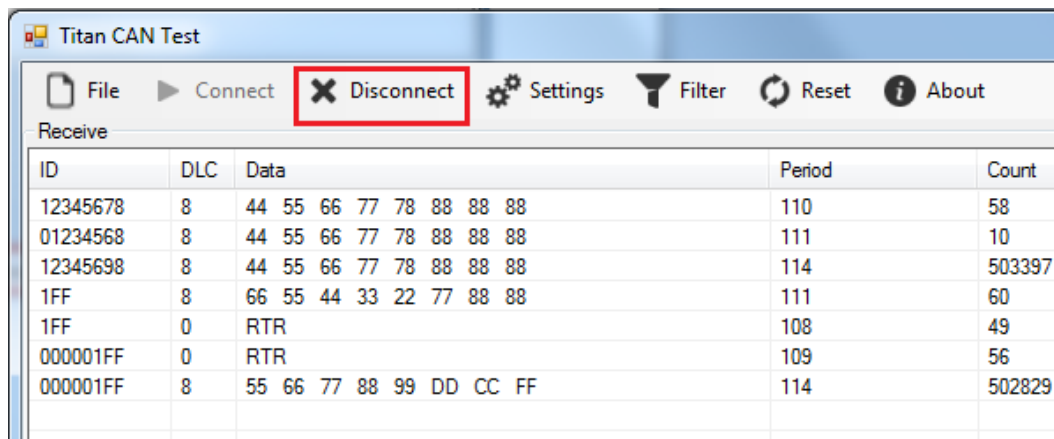 Titan CAN Test
File Connect Disconnect Settings Filter Reset About
Receive
ID DLC Data Period Count
12345678 8 44 55 66 77 78 88 88 88 110 58
01234568 8 44 55 66 77 78 88 88 88 111 10
12345698 8 44 55 66 77 78 88 88 88 114 503397
1FF 8 66 55 44 33 22 77 88 88 111 60
1FF 0 RTR 108 49
000001FF 0 RTR 109 56
000001FF 8 55 66 77 88 99 DD CC FF 114 502829